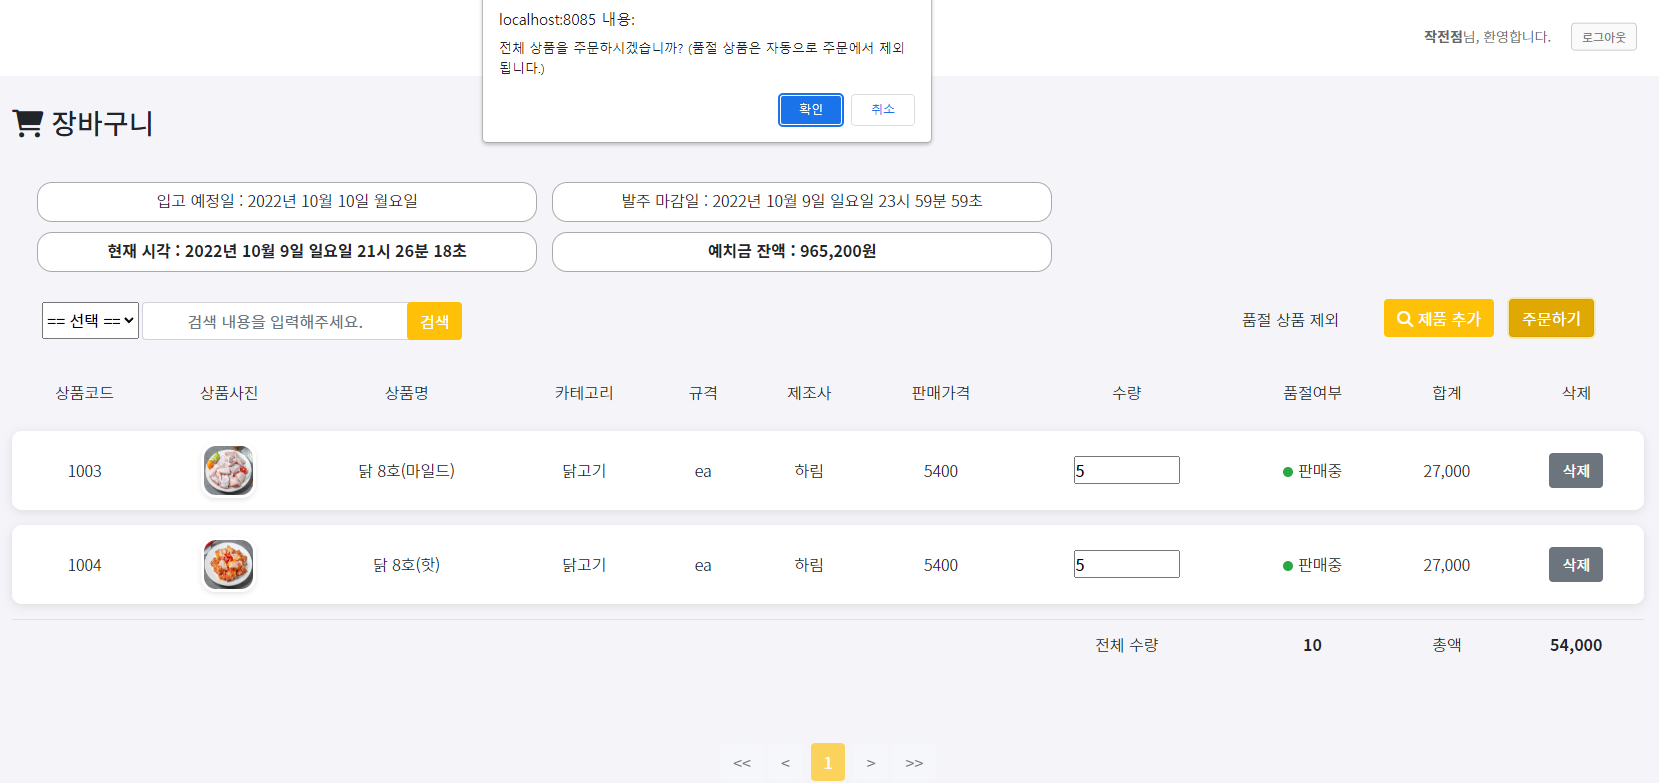 localhost:8085 내용:
전체 상품을 주문하시겠습니까? (품절 상품은 자동으로 주문에서 제외
됩니다.)
확인 취소
작전점님, 환영합니다. 로그아웃
장바구니
입고 예정일 : 2022년 10월 10일 월요일 발주 마감일 : 2022년 10월 9일 일요일 23시 59분 59초
현재 시각 : 2022년 10월 9일 일요일 21시 26분 18초 예치금 잔액 : 965,200원
== 선택 == 검색 내용을 입력해주세요. 검색 품절 상품 제외 제품 추가 주문하기
상품코드 상품사진 상품명 카테고리 규격 제조사 판매가격 수량 품절여부 합계 삭제
1003 닭 8호(마일드) 닭고기 ea 하림 5400 5 판매중 27,000 삭제
1004 닭 8호(핫) 닭고기 ea 하림 5400 5 판매중 27,000 삭제
전체 수량 10 총액 54,000
<< < 1 > >>